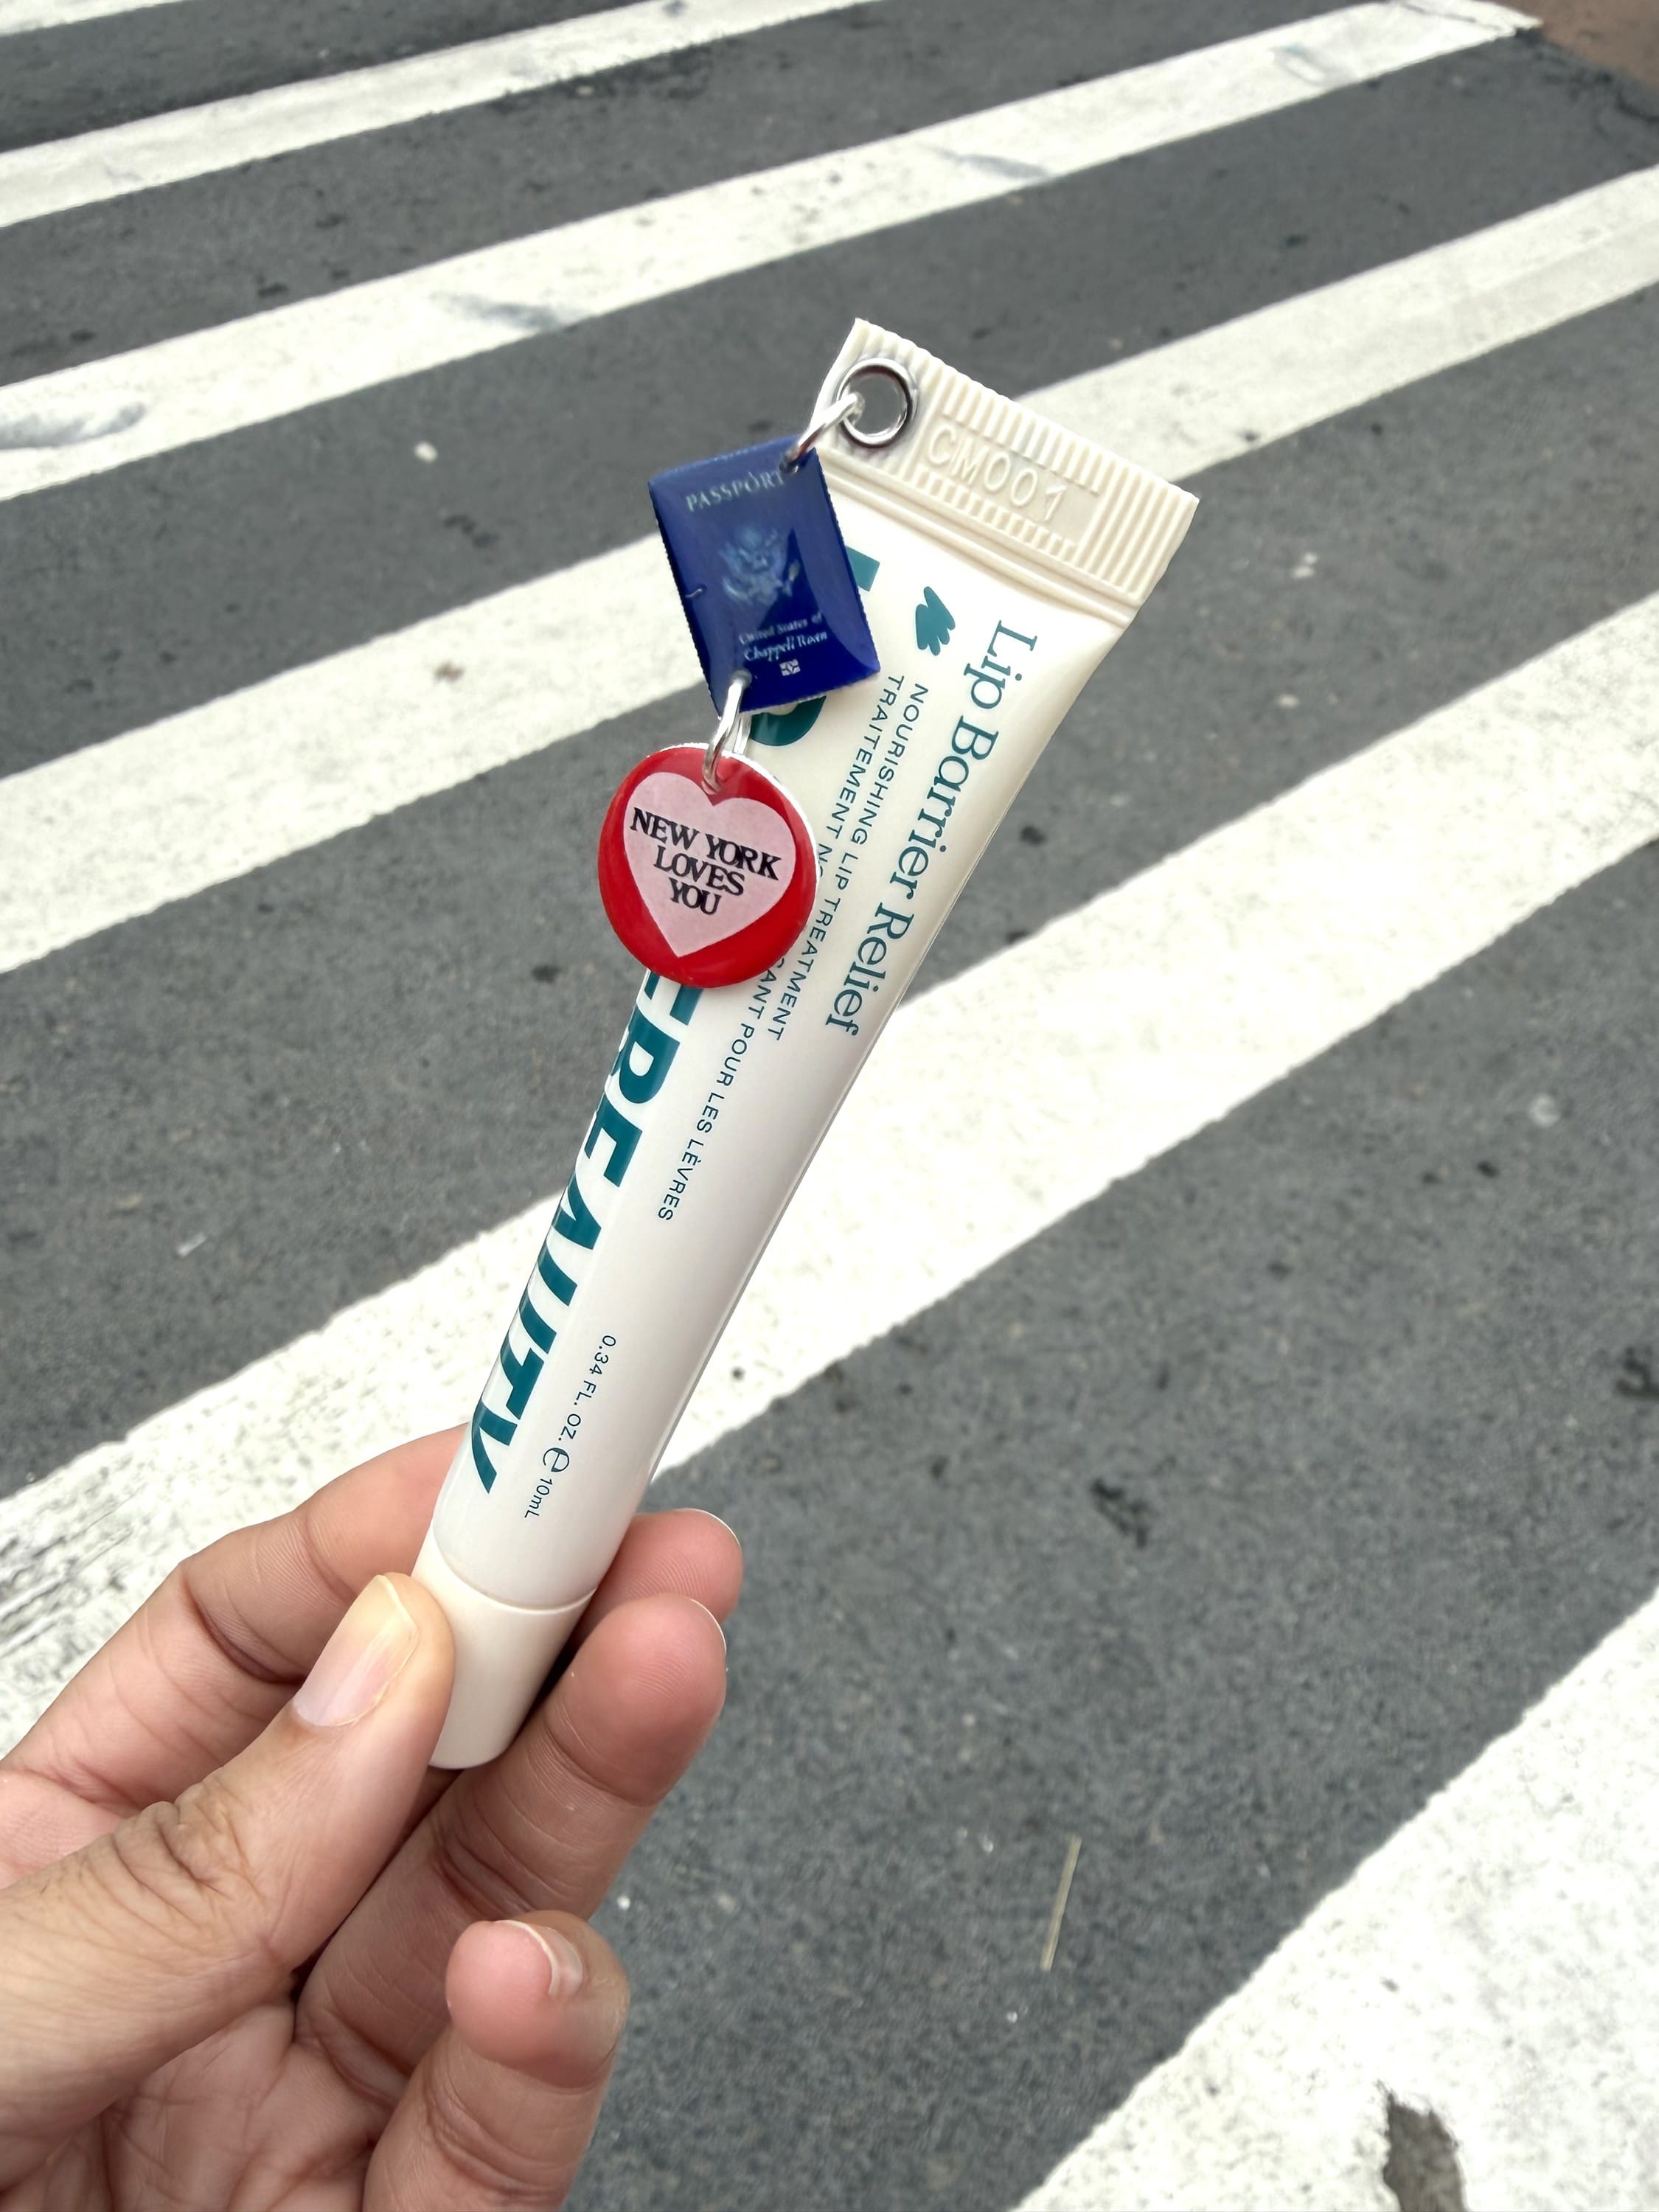 CM001
PASSPORT
United States of
Chappell Roan
NEW YORK
LOVES
YOU
Lip Barrier Relief
NOURISHING LIP TREATMENT
TRAITEMENT POUR LES LÈVRES
BEAUTY
0.34 FL. OZ. ℮ 10mL